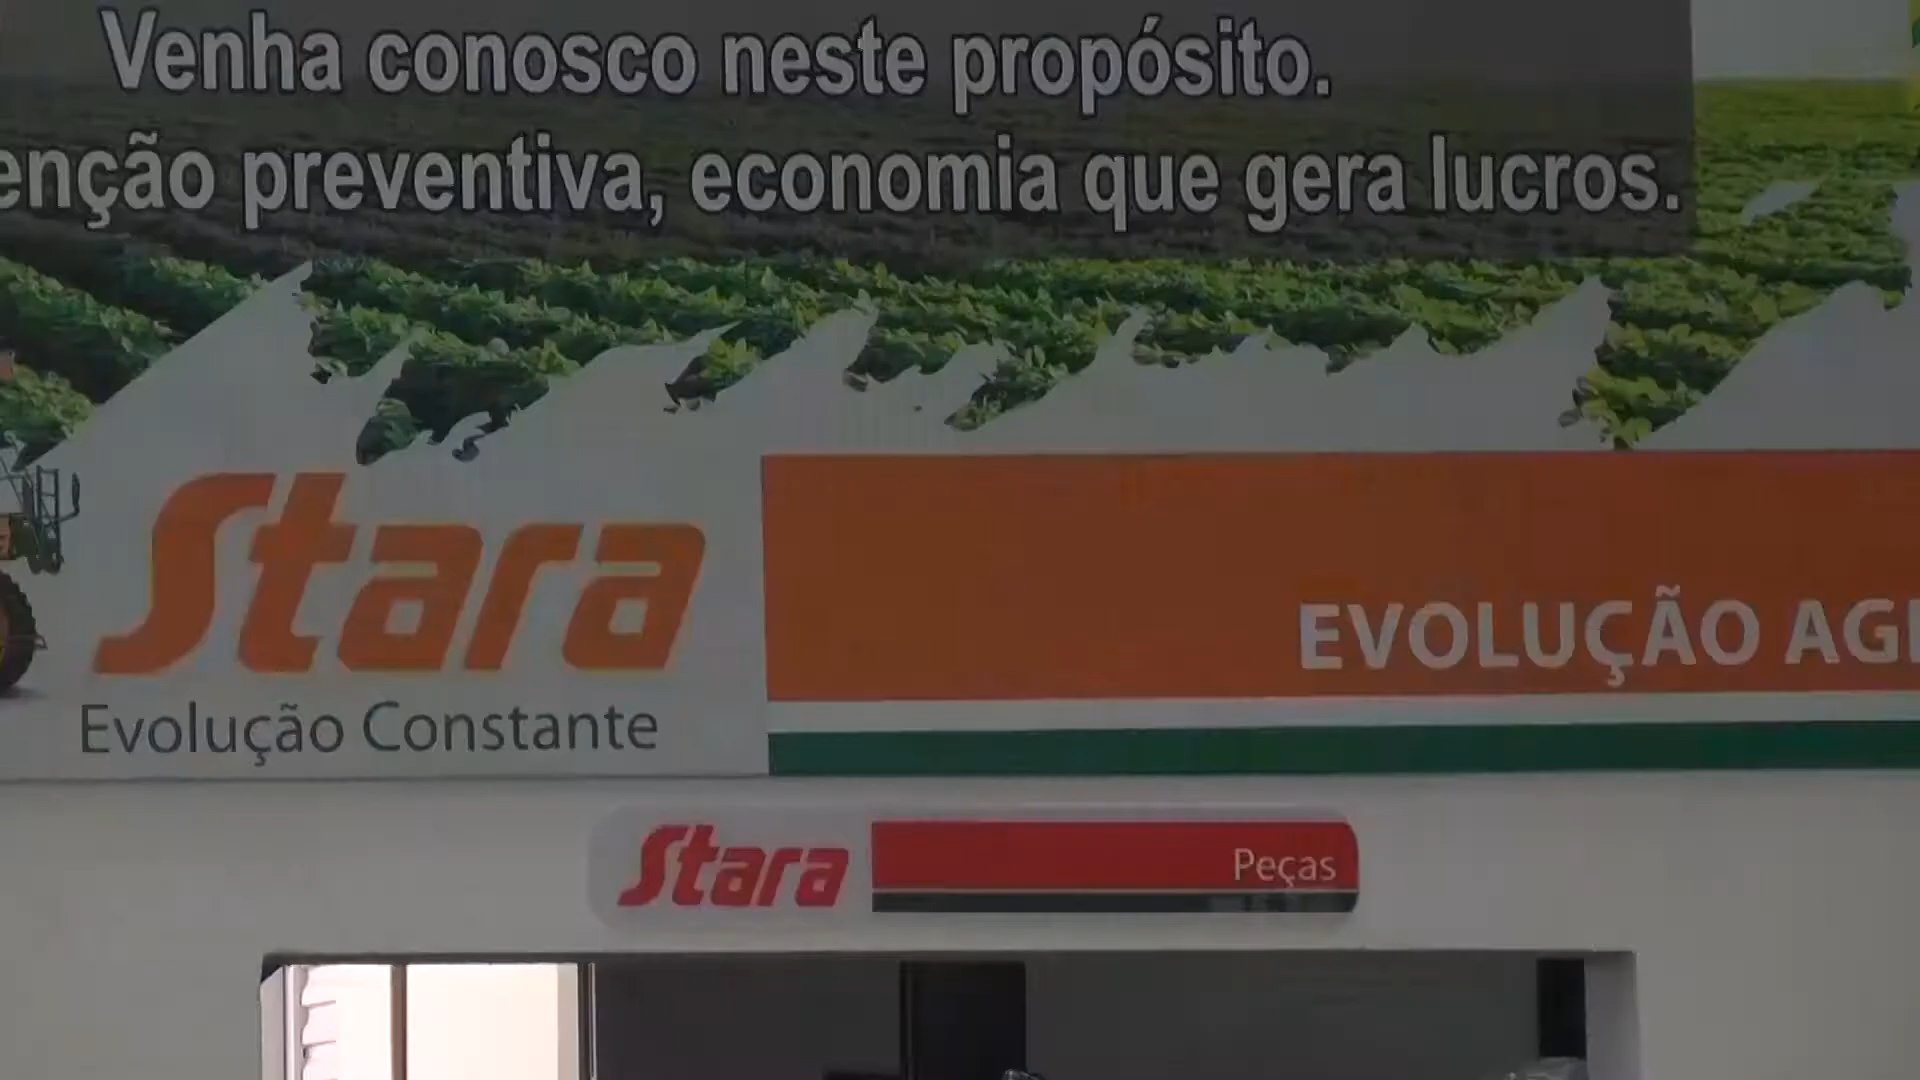 Venha conosco neste propósito.
enção preventiva, economia que gera lucros.
Stara
Evolução Constante
EVOLUÇÃO AG
Stara
Peças